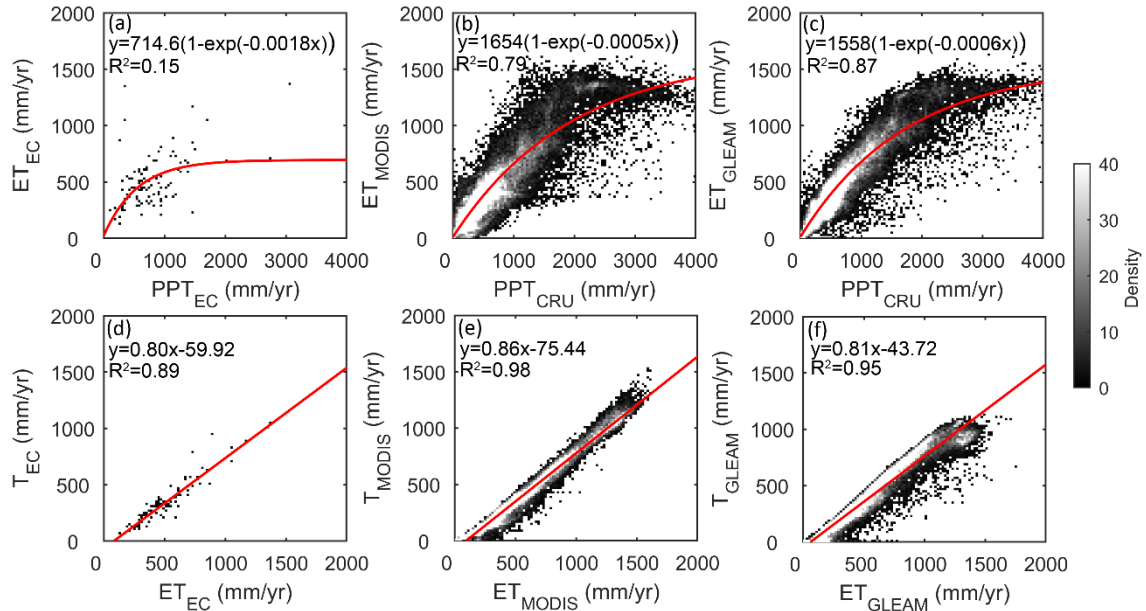 (a)
y=714.6(1-exp(-0.0018x))
R²=0.15
2000
1500
1000
500
0
ET_EC (mm/yr)
0 1000 2000 3000 4000
PPT_EC (mm/yr)
(b)
y=1654(1-exp(-0.0005x))
R²=0.79
2000
1500
1000
500
0
ET_MODIS (mm/yr)
0 1000 2000 3000 4000
PPT_CRU (mm/yr)
(c)
y=1558(1-exp(-0.0006x))
R²=0.87
2000
1500
1000
500
0
ET_GLEAM (mm/yr)
0 1000 2000 3000 4000
PPT_CRU (mm/yr)
40
30
20
10
0
Density
(d)
y=0.80x-59.92
R²=0.89
2000
1500
1000
500
0
T_EC (mm/yr)
500 1000 1500 2000
ET_EC (mm/yr)
(e)
y=0.86x-75.44
R²=0.98
2000
1500
1000
500
0
T_MODIS (mm/yr)
0 500 1000 1500 2000
ET_MODIS (mm/yr)
(f)
y=0.81x-43.72
R²=0.95
2000
1500
1000
500
0
T_GLEAM (mm/yr)
0 500 1000 1500 2000
ET_GLEAM (mm/yr)